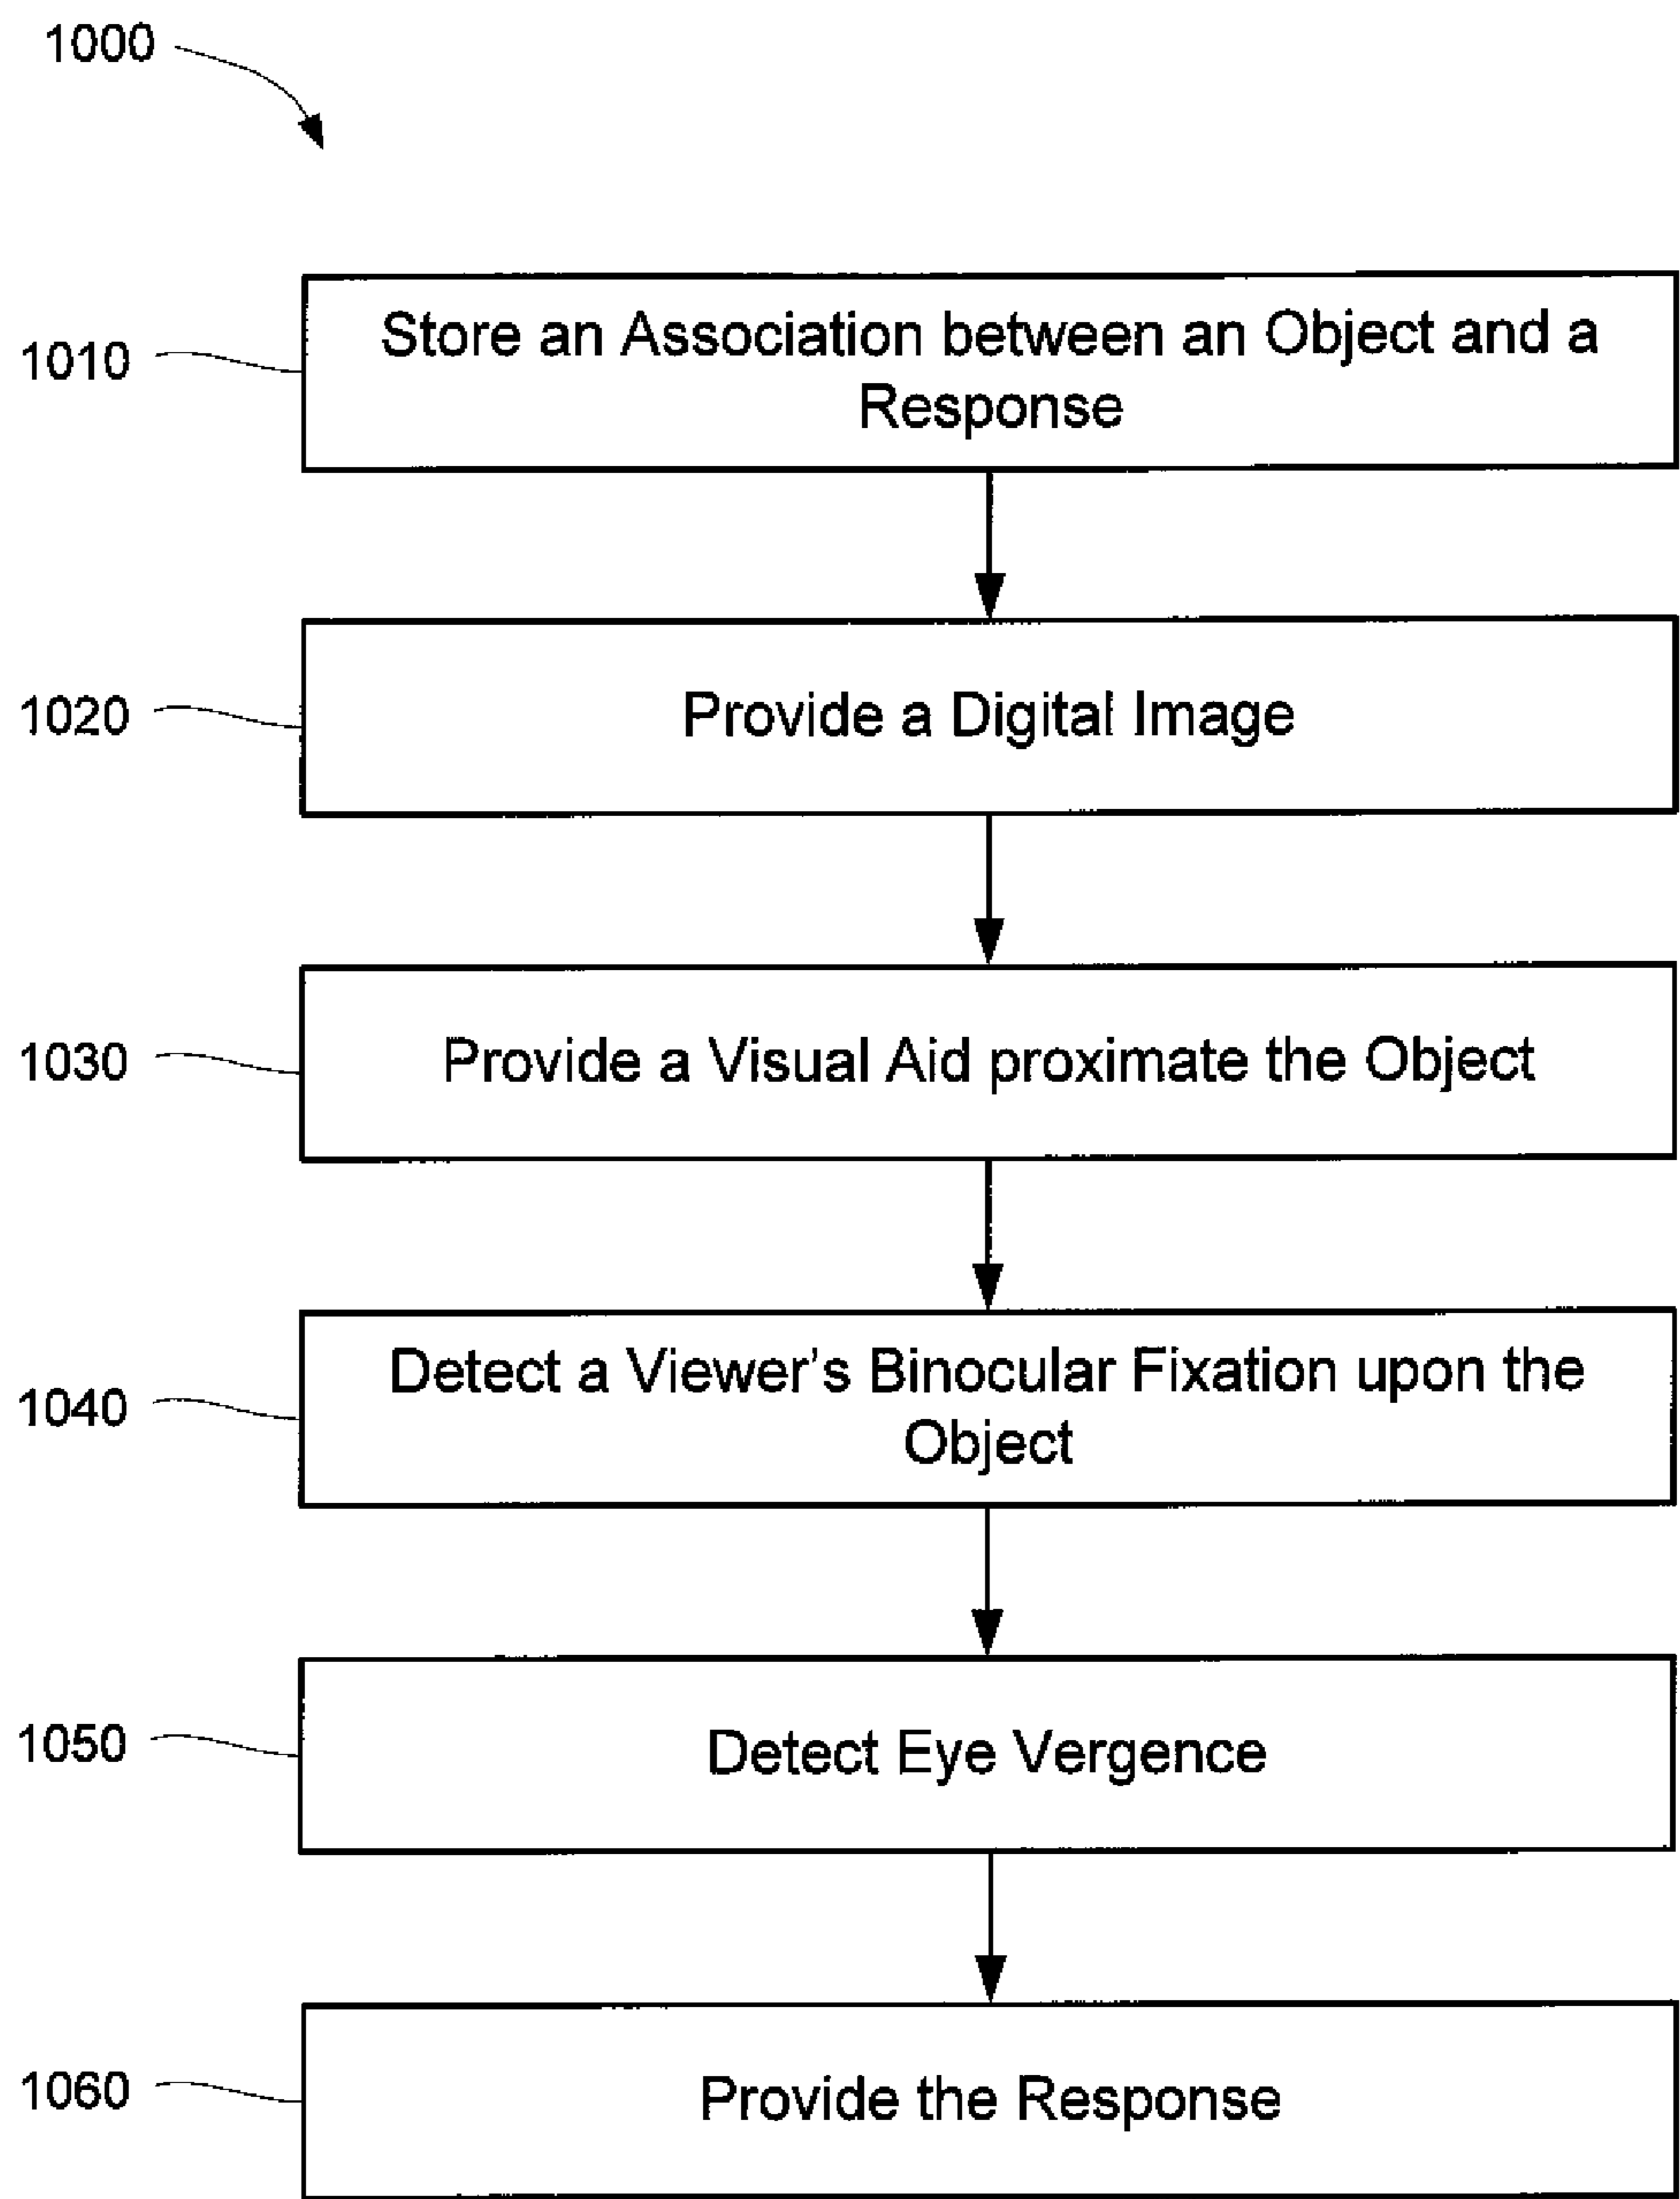 1000
1010
Store an Association between an Object and a
Response
1020
Provide a Digital Image
1030
Provide a Visual Aid proximate the Object
1040
Detect a Viewer's Binocular Fixation upon the
Object
1050
Detect Eye Vergence
1060
Provide the Response